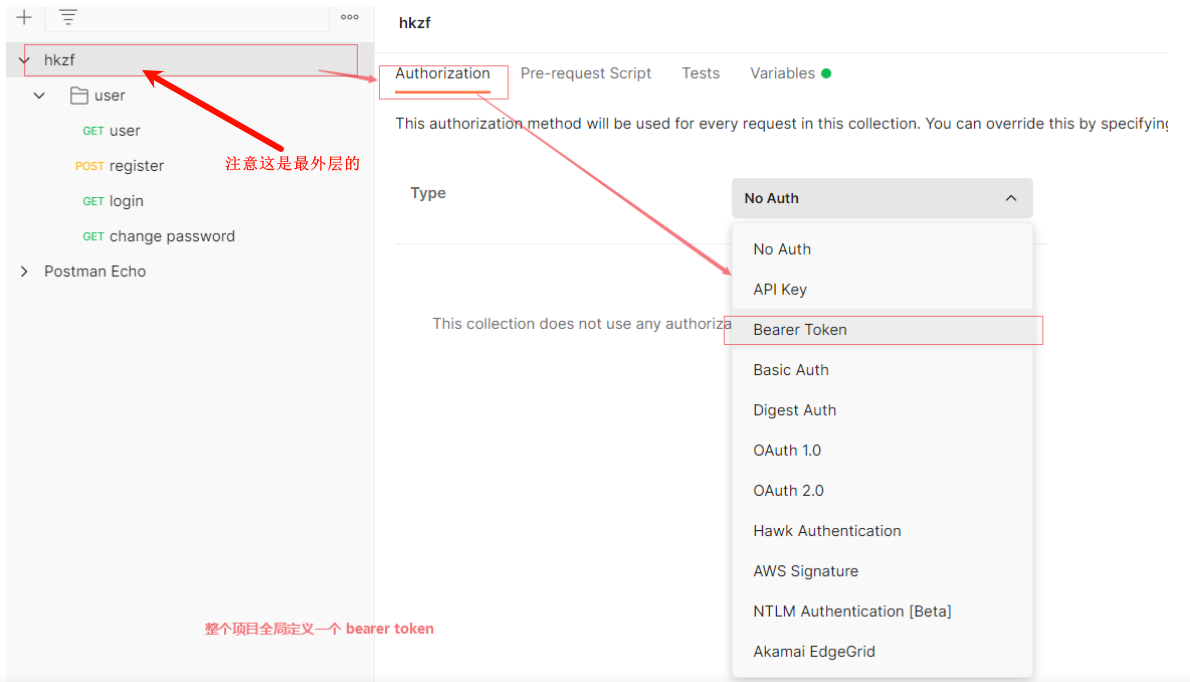 hkzf
user
GET user
POST register
GET login
GET change password
Postman Echo
注意这是最外层的
整个项目全局定义一个 bearer token
hkzf
Authorization Pre-request Script Tests Variables
This authorization method will be used for every request in this collection. You can override this by specifying
Type
No Auth
This collection does not use any authoriza
No Auth
API Key
Bearer Token
Basic Auth
Digest Auth
OAuth 1.0
OAuth 2.0
Hawk Authentication
AWS Signature
NTLM Authentication [Beta]
Akamai EdgeGrid